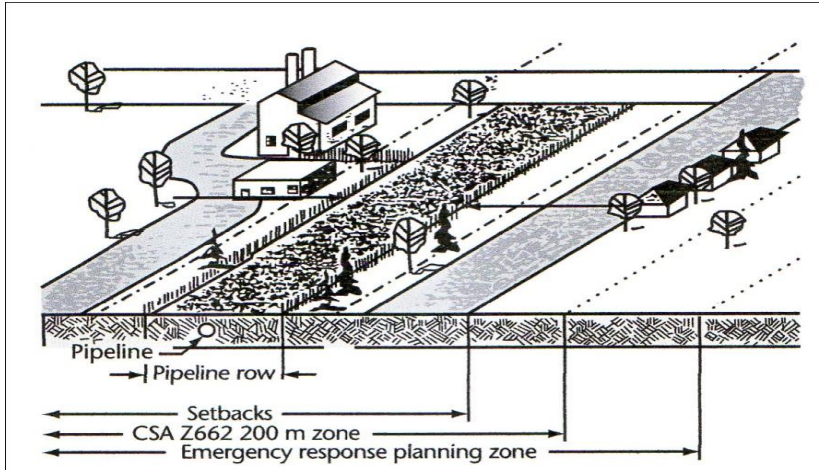 Pipeline
Pipeline row
Setbacks
CSA Z662 200 m zone
Emergency response planning zone